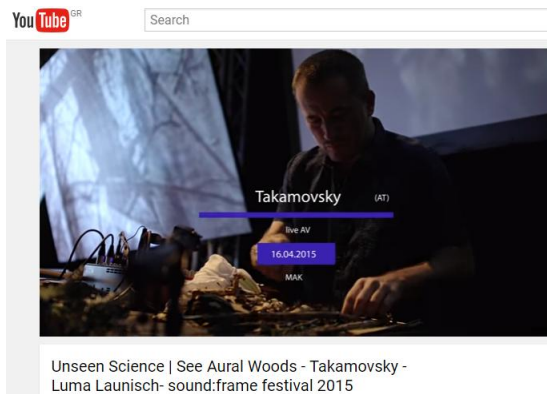 You Tube GR
Search
Takamovsky (AT)
live AV
16.04.2015
MAK
Unseen Science | See Aural Woods - Takamovsky -
Luma Launisch- sound:frame festival 2015